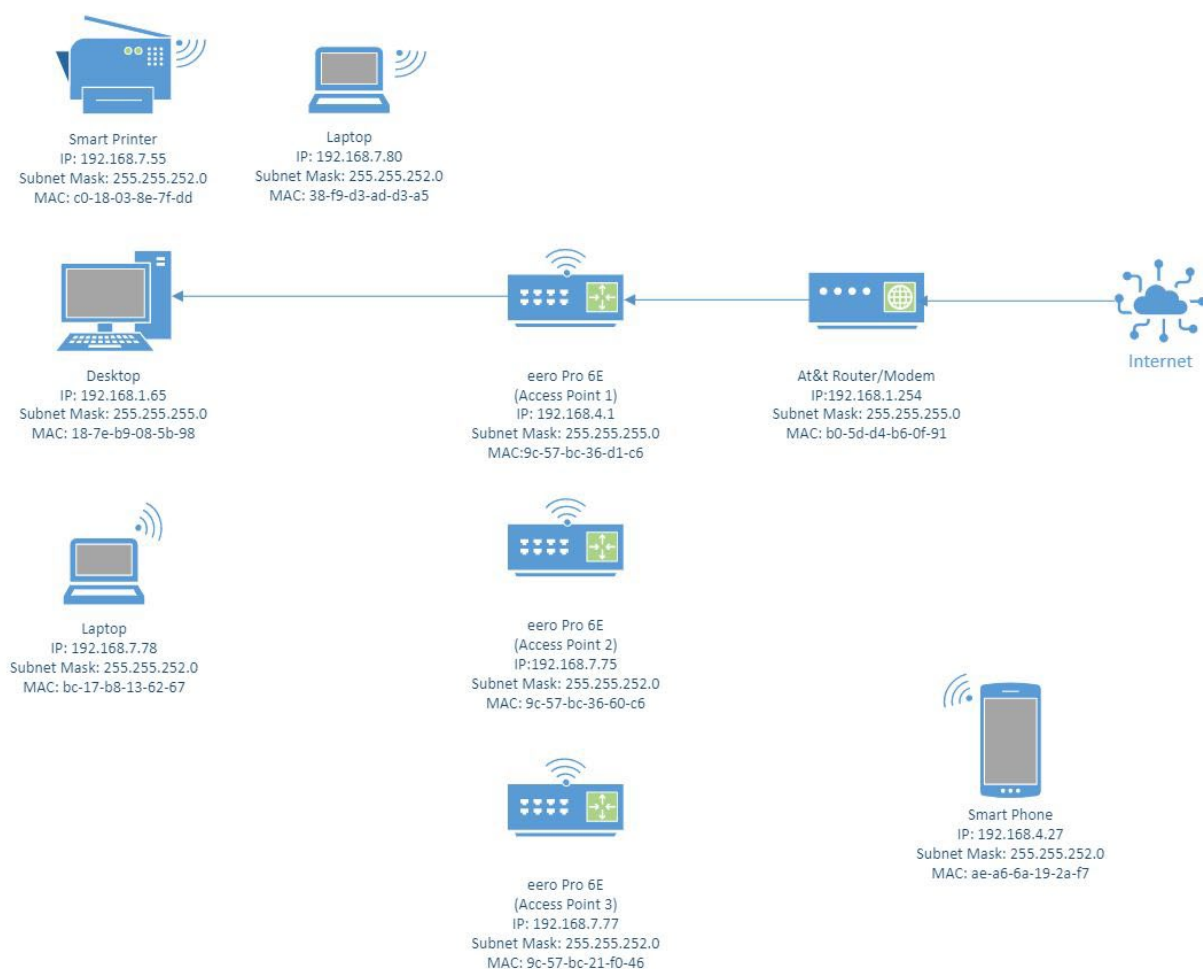 Smart Printer
IP: 192.168.7.55
Subnet Mask: 255.255.252.0
MAC: c0-18-03-8e-7f-dd
Laptop
IP: 192.168.7.80
Subnet Mask: 255.255.252.0
MAC: 38-f9-d3-ad-d3-a5
Desktop
IP: 192.168.1.65
Subnet Mask: 255.255.255.0
MAC: 18-7e-b9-08-5b-98
eero Pro 6E
(Access Point 1)
IP: 192.168.4.1
Subnet Mask: 255.255.255.0
MAC:9c-57-bc-36-d1-c6
At&t Router/Modem
IP:192.168.1.254
Subnet Mask: 255.255.255.0
MAC: b0-5d-d4-b6-0f-91
Internet
Laptop
IP: 192.168.7.78
Subnet Mask: 255.255.252.0
MAC: bc-17-b8-13-62-67
eero Pro 6E
(Access Point 2)
IP:192.168.7.75
Subnet Mask: 255.255.252.0
MAC: 9c-57-bc-36-60-c6
Smart Phone
IP: 192.168.4.27
Subnet Mask: 255.255.252.0
MAC: ae-a6-6a-19-2a-f7
eero Pro 6E
(Access Point 3)
IP: 192.168.7.77
Subnet Mask: 255.255.252.0
MAC: 9c-57-bc-21-f0-46